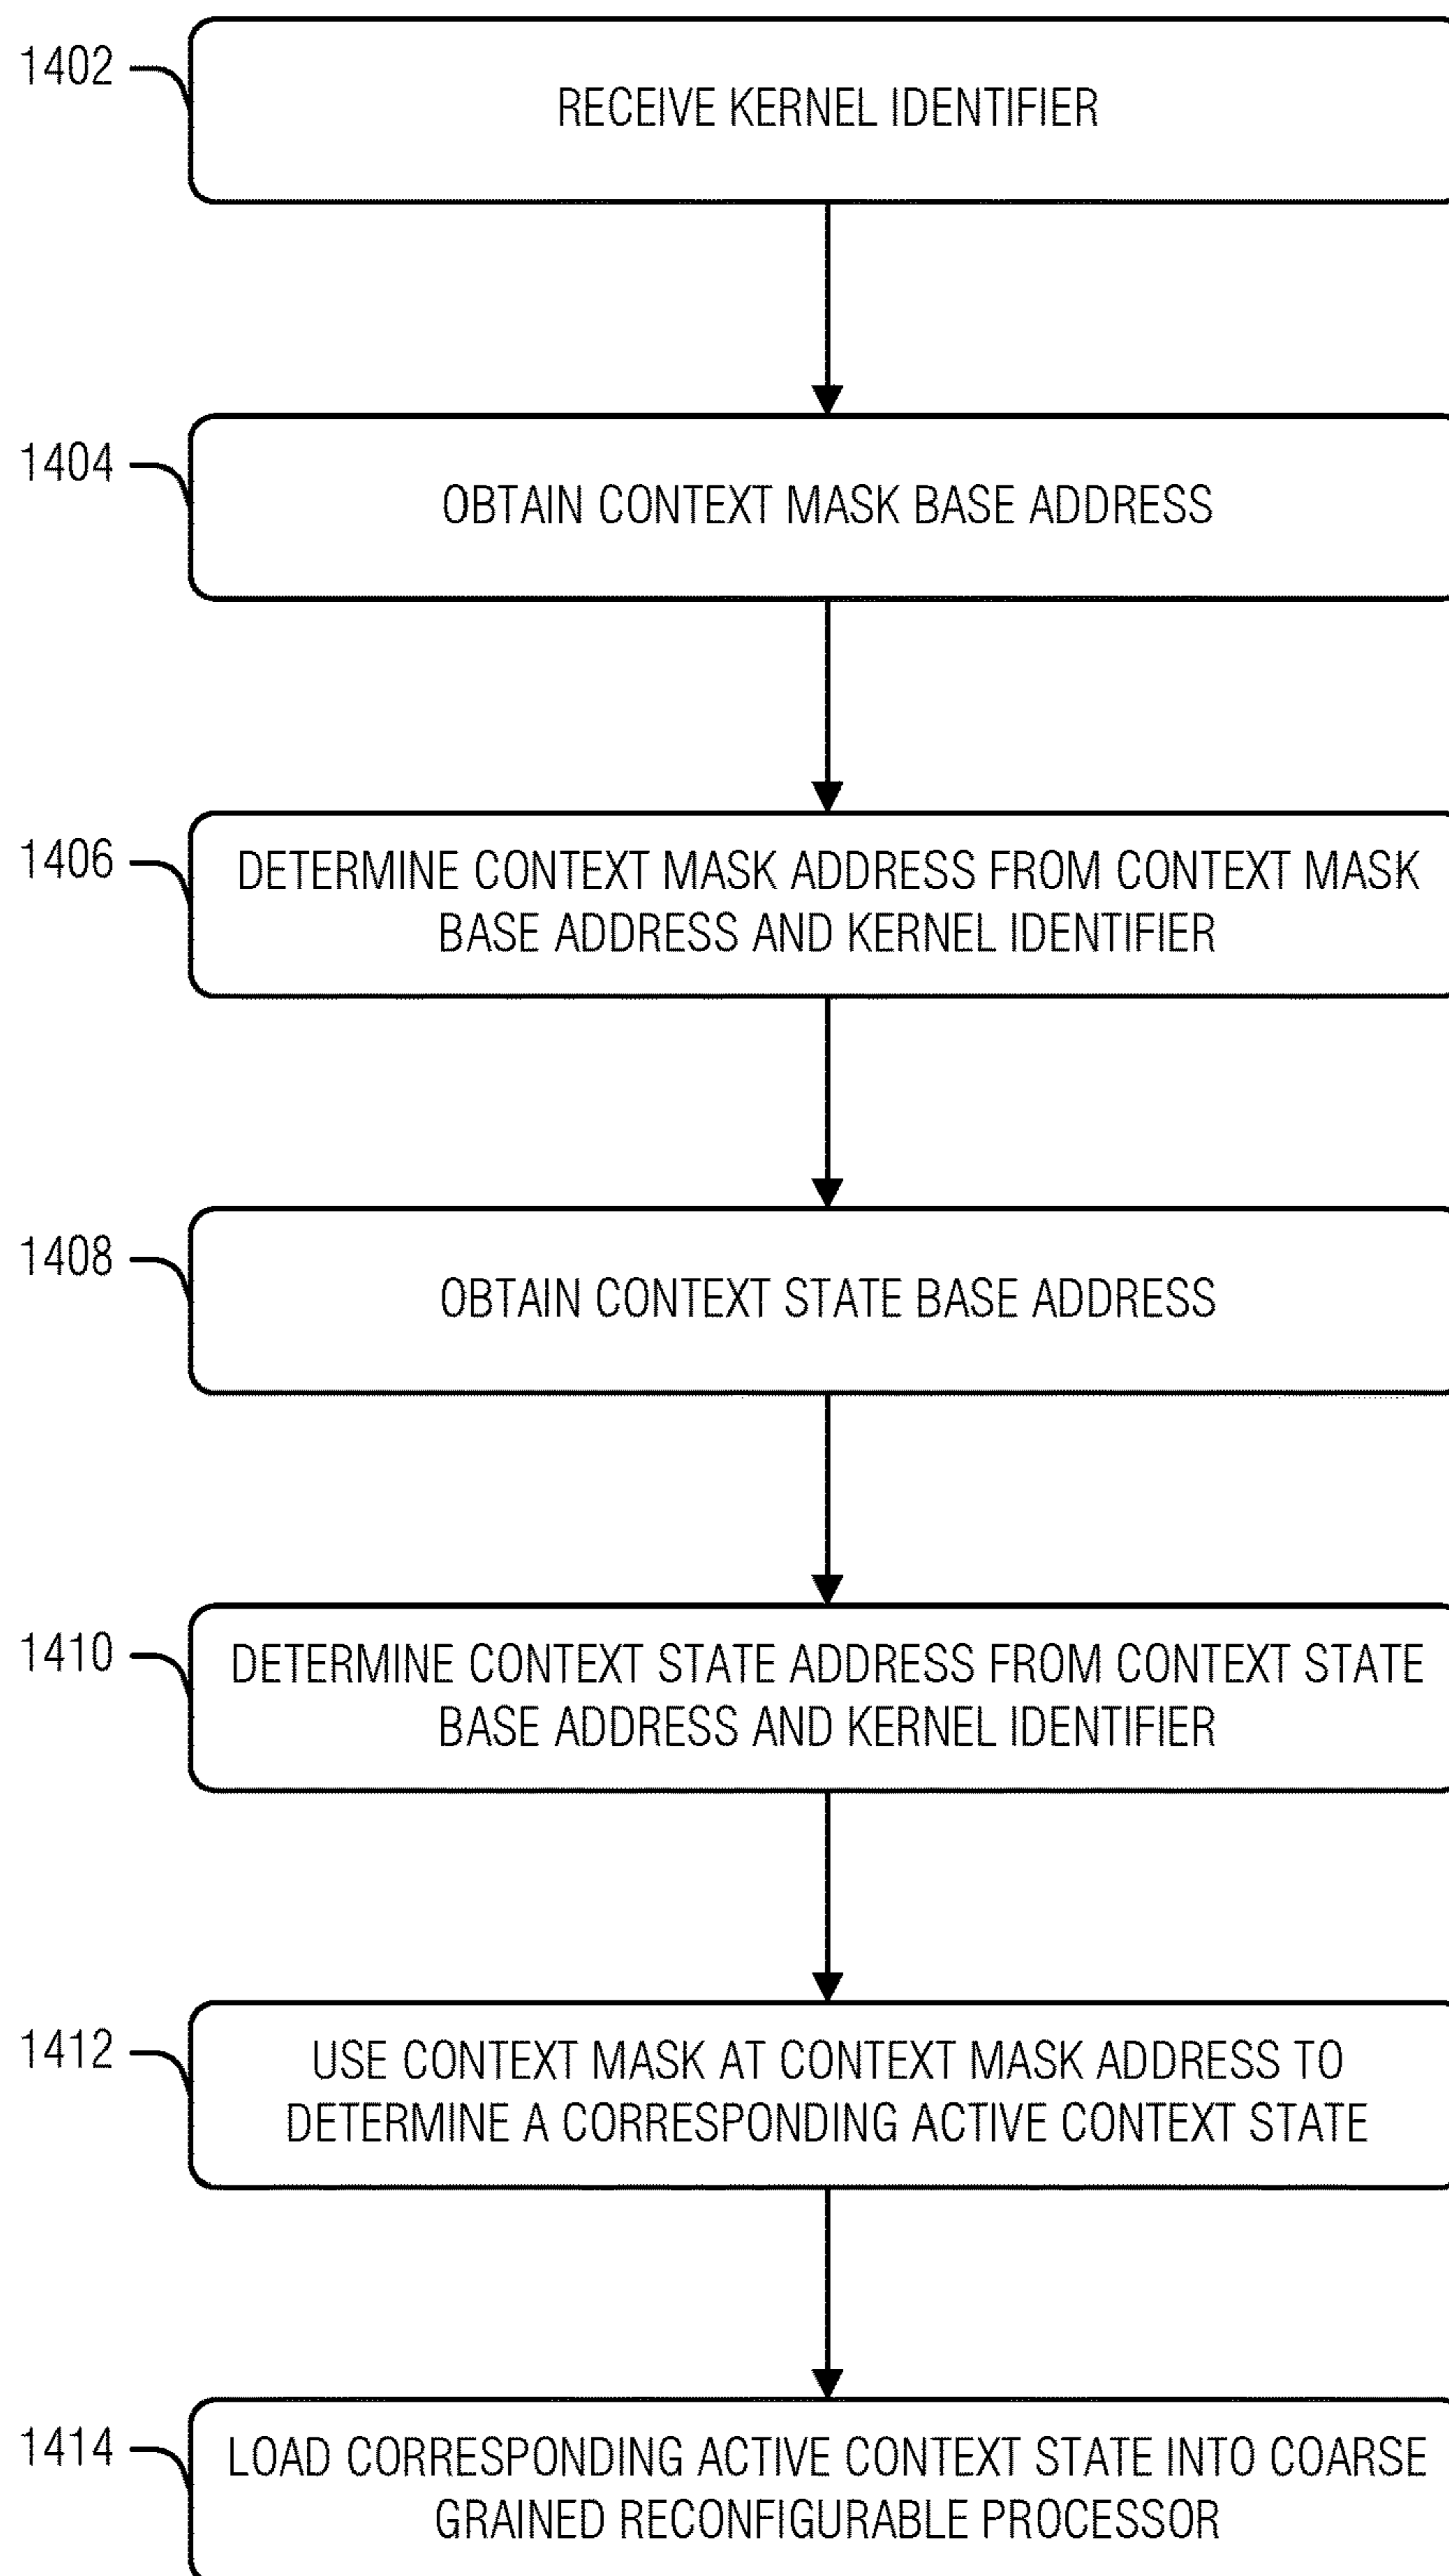 1402
RECEIVE KERNEL IDENTIFIER
1404
OBTAIN CONTEXT MASK BASE ADDRESS
1406
DETERMINE CONTEXT MASK ADDRESS FROM CONTEXT MASK
BASE ADDRESS AND KERNEL IDENTIFIER
1408
OBTAIN CONTEXT STATE BASE ADDRESS
1410
DETERMINE CONTEXT STATE ADDRESS FROM CONTEXT STATE
BASE ADDRESS AND KERNEL IDENTIFIER
1412
USE CONTEXT MASK AT CONTEXT MASK ADDRESS TO
DETERMINE A CORRESPONDING ACTIVE CONTEXT STATE
1414
LOAD CORRESPONDING ACTIVE CONTEXT STATE INTO COARSE
GRAINED RECONFIGURABLE PROCESSOR